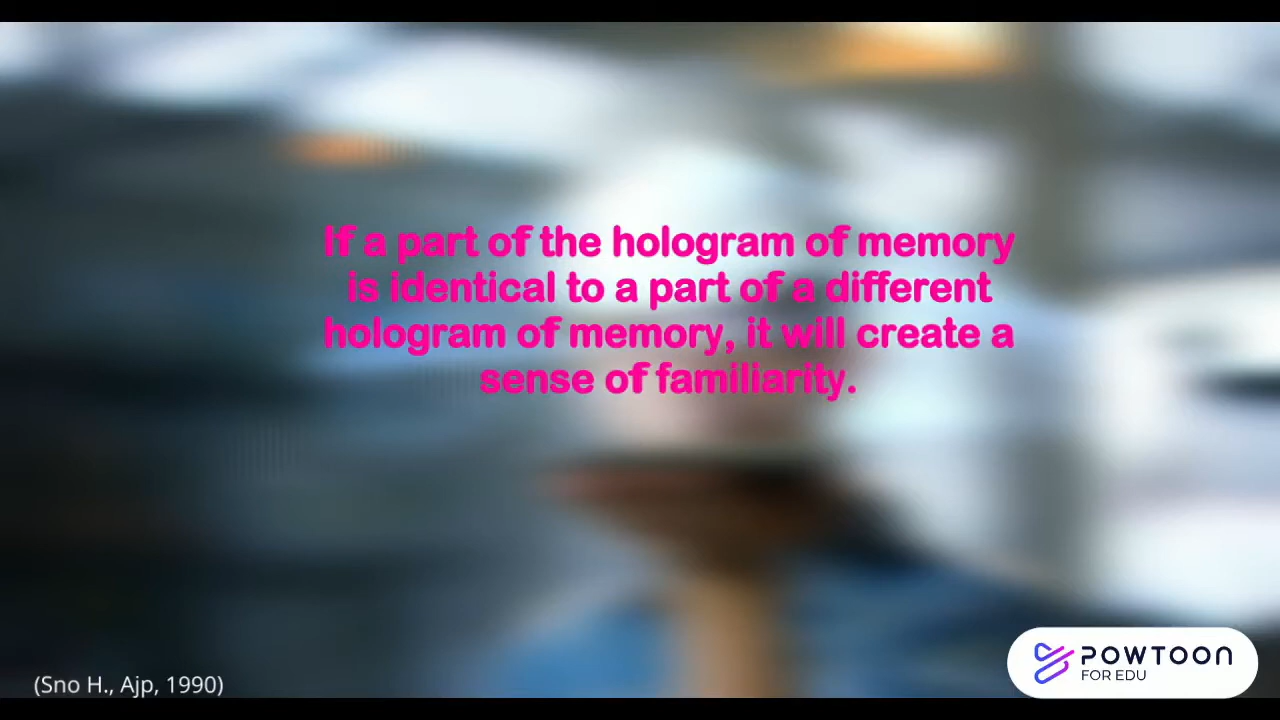 If a part of the hologram of memory
is identical to a part of a different
hologram of memory, it will create a
sense of familiarity.
(Sno H., Ajp, 1990)
POWTOON
FOR EDU